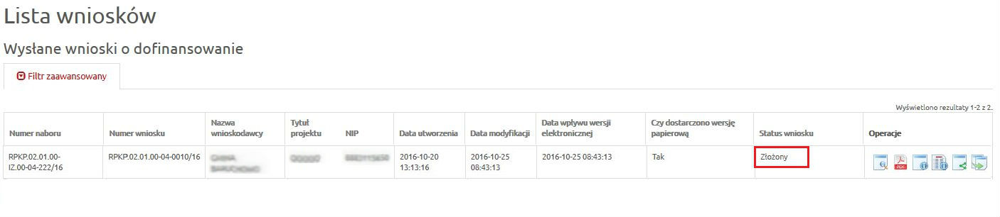 Lista wniosków
Wysłane wnioski o dofinansowanie
Filtr zaawansowany
Wyświetlono rezultaty 1-2 z 2.
Numer naboru
Numer wniosku
Nazwa
wnioskodawcy
Tytuł
projektu
NIP
Data utworzenia
Data modyfikacji
Data wpływu wersji
elektronicznej
Czy dostarczono wersję
papierową
Status wniosku
Operacje
RPKP.02.01.00-
IZ.00-04-222/16
RPKP.02.01.00-04-0010/16
2016-10-20
13:13:16
2016-10-25
08:43:13
2016-10-25 08:43:13
Tak
Złożony
PDF